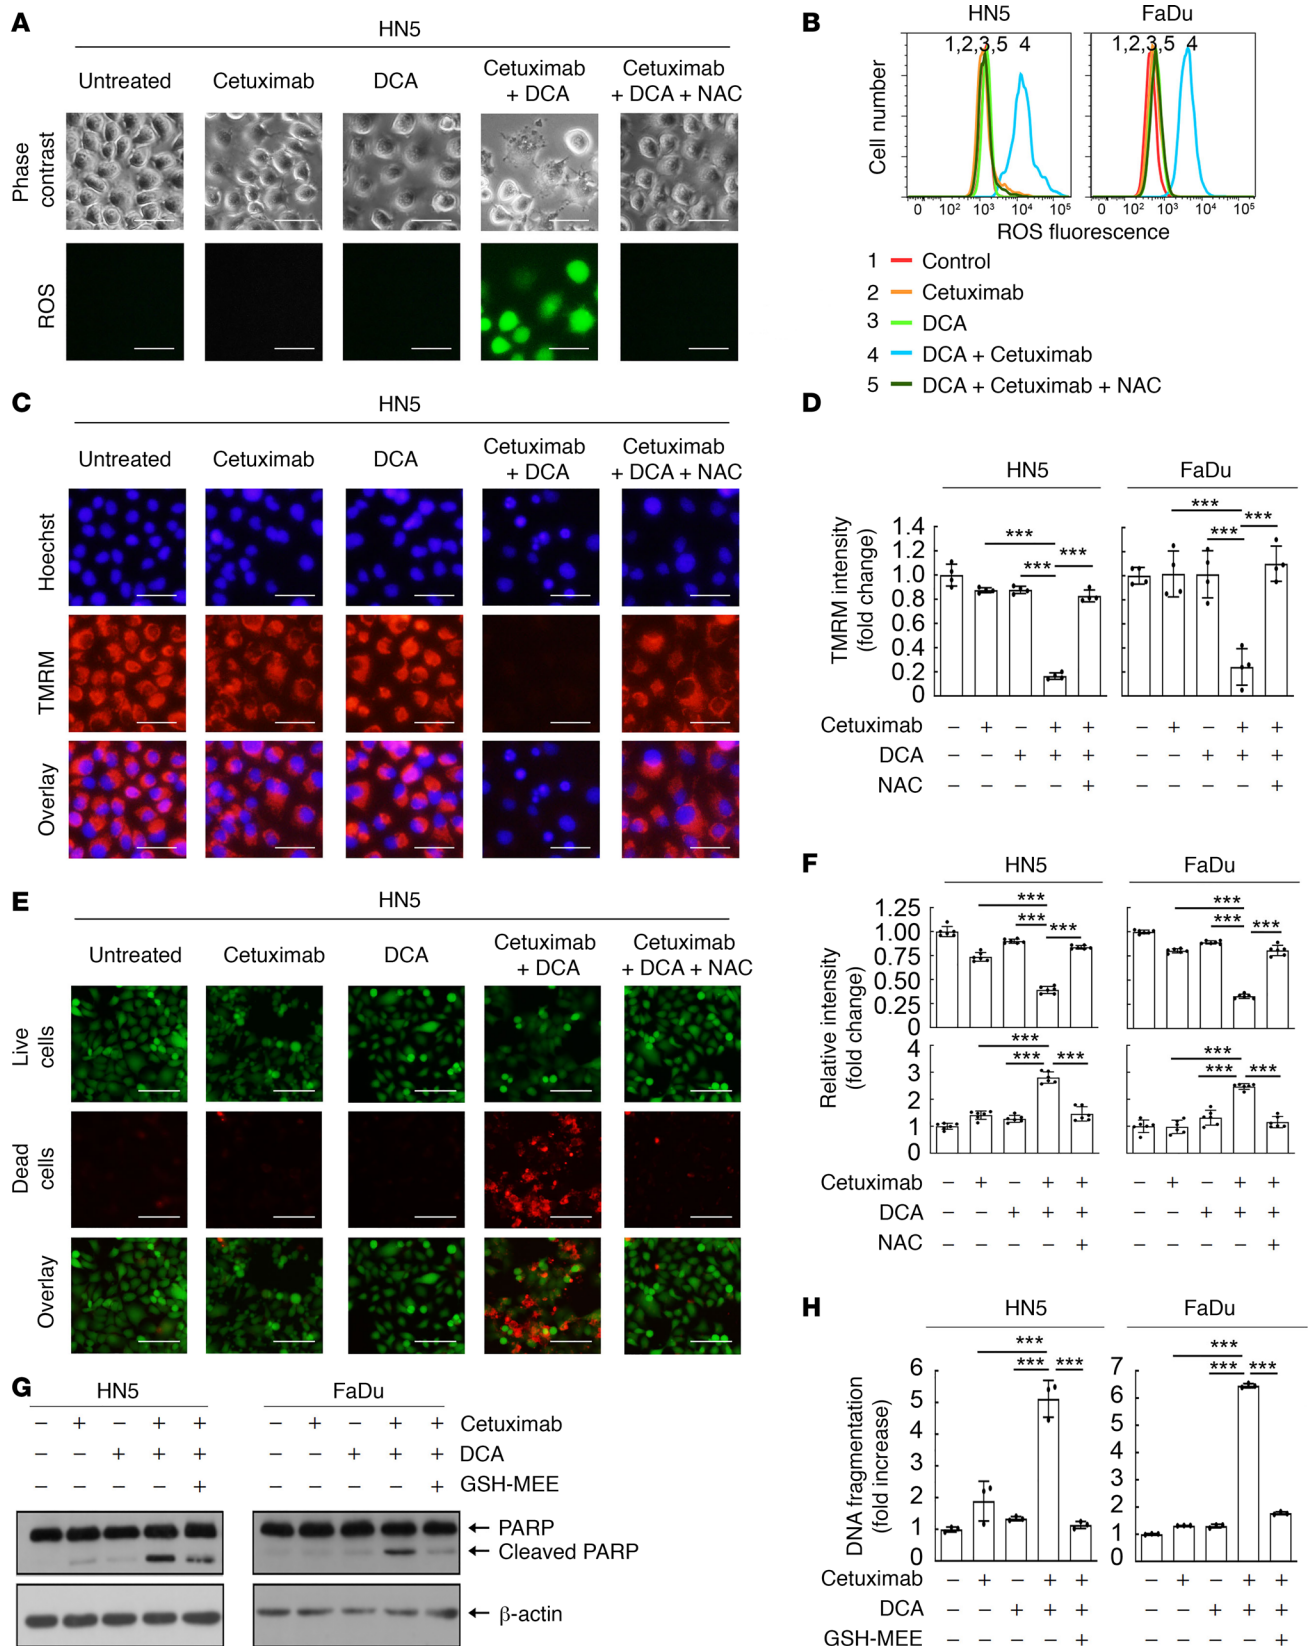 A
HN5
Untreated
Cetuximab
DCA
Cetuximab
+ DCA
Cetuximab
+ DCA + NAC
Phase
contrast
ROS
B
HN5
FaDu
1,2,3,5 4
1,2,3,5 4
Cell number
0 10² 10³ 10⁴ 10⁵
0 10² 10³ 10⁴ 10⁵
ROS fluorescence
1 Control
2 Cetuximab
3 DCA
4 DCA + Cetuximab
5 DCA + Cetuximab + NAC
C
HN5
Untreated
Cetuximab
DCA
Cetuximab
+ DCA
Cetuximab
+ DCA + NAC
Hoechst
TMRM
Overlay
D
HN5
FaDu
TMRM intensity
(fold change)
1.4
1.2
1.0
0.8
0.6
0.4
0.2
0
*** *** ***
*** *** ***
Cetuximab − + − + + − + − + +
DCA − − + + + − − + + +
NAC − − − − + − − − − +
E
HN5
Untreated
Cetuximab
DCA
Cetuximab
+ DCA
Cetuximab
+ DCA + NAC
Live
cells
Dead
cells
Overlay
F
HN5
FaDu
Relative intensity
(fold change)
1.25
1.00
0.75
0.50
0.25
0
*** *** ***
*** *** ***
4
3
2
1
0
*** *** ***
*** *** ***
Cetuximab − + − + + − + − + +
DCA − − + + + − − + + +
NAC − − − − + − − − − +
G
HN5
FaDu
− + − + + − + − + + Cetuximab
− − + + + − − + + + DCA
− − − − + − − − − + GSH-MEE
← PARP
← Cleaved PARP
← β-actin
H
HN5
FaDu
DNA fragmentation
(fold increase)
6
5
4
3
2
1
0
*** *** ***
7
6
5
4
3
2
1
0
*** *** ***
Cetuximab − + − + + − + − + +
DCA − − + + + − − + + +
GSH-MEE − − − − + − − − − +